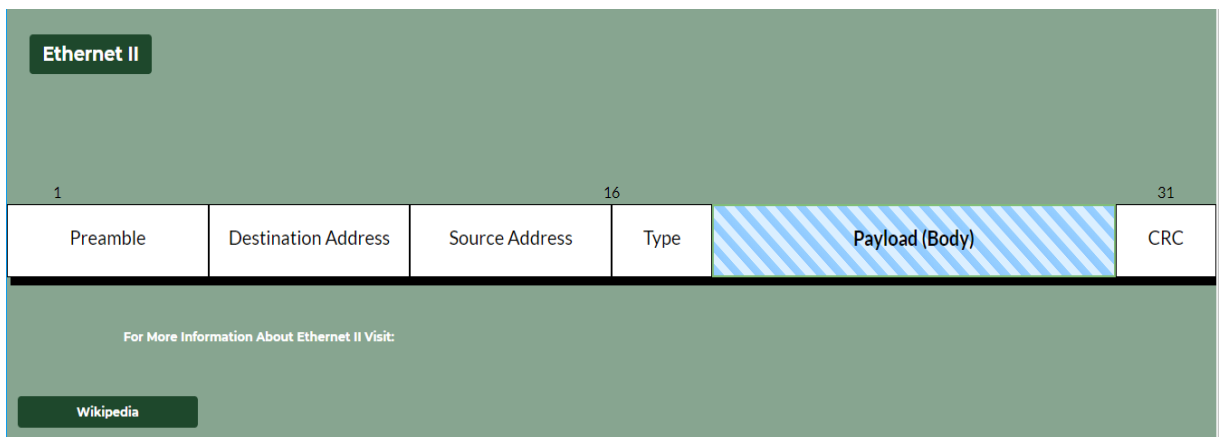 Ethernet II
1 16 31
Preamble Destination Address Source Address Type Payload (Body) CRC
For More Information About Ethernet II Visit:
Wikipedia